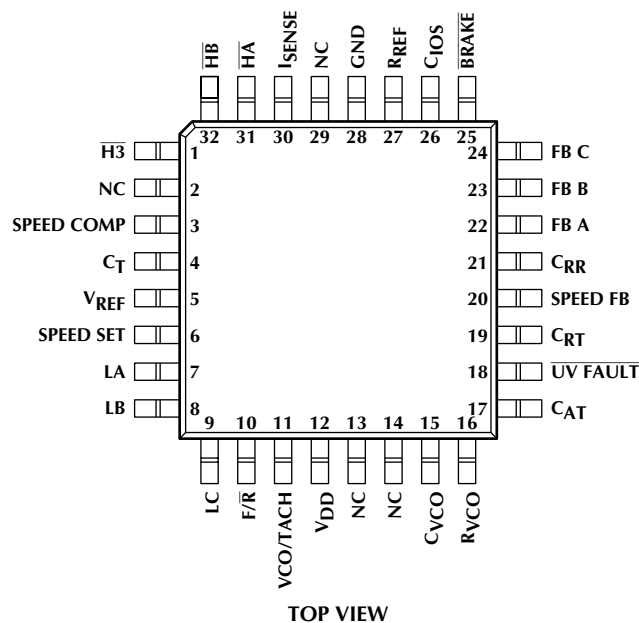 HB
HA
ISENSE
NC
GND
RREF
CIOS
BRAKE
32 31 30 29 28 27 26 25
H3 1
NC 2
SPEED COMP 3
CT 4
VREF 5
SPEED SET 6
LA 7
LB 8
24 FB C
23 FB B
22 FB A
21 CRR
20 SPEED FB
19 CRT
18 UV FAULT
17 CAT
9 10 11 12 13 14 15 16
LC
F/R
VCO/TACH
VDD
NC
NC
CVCO
RVCO
TOP VIEW